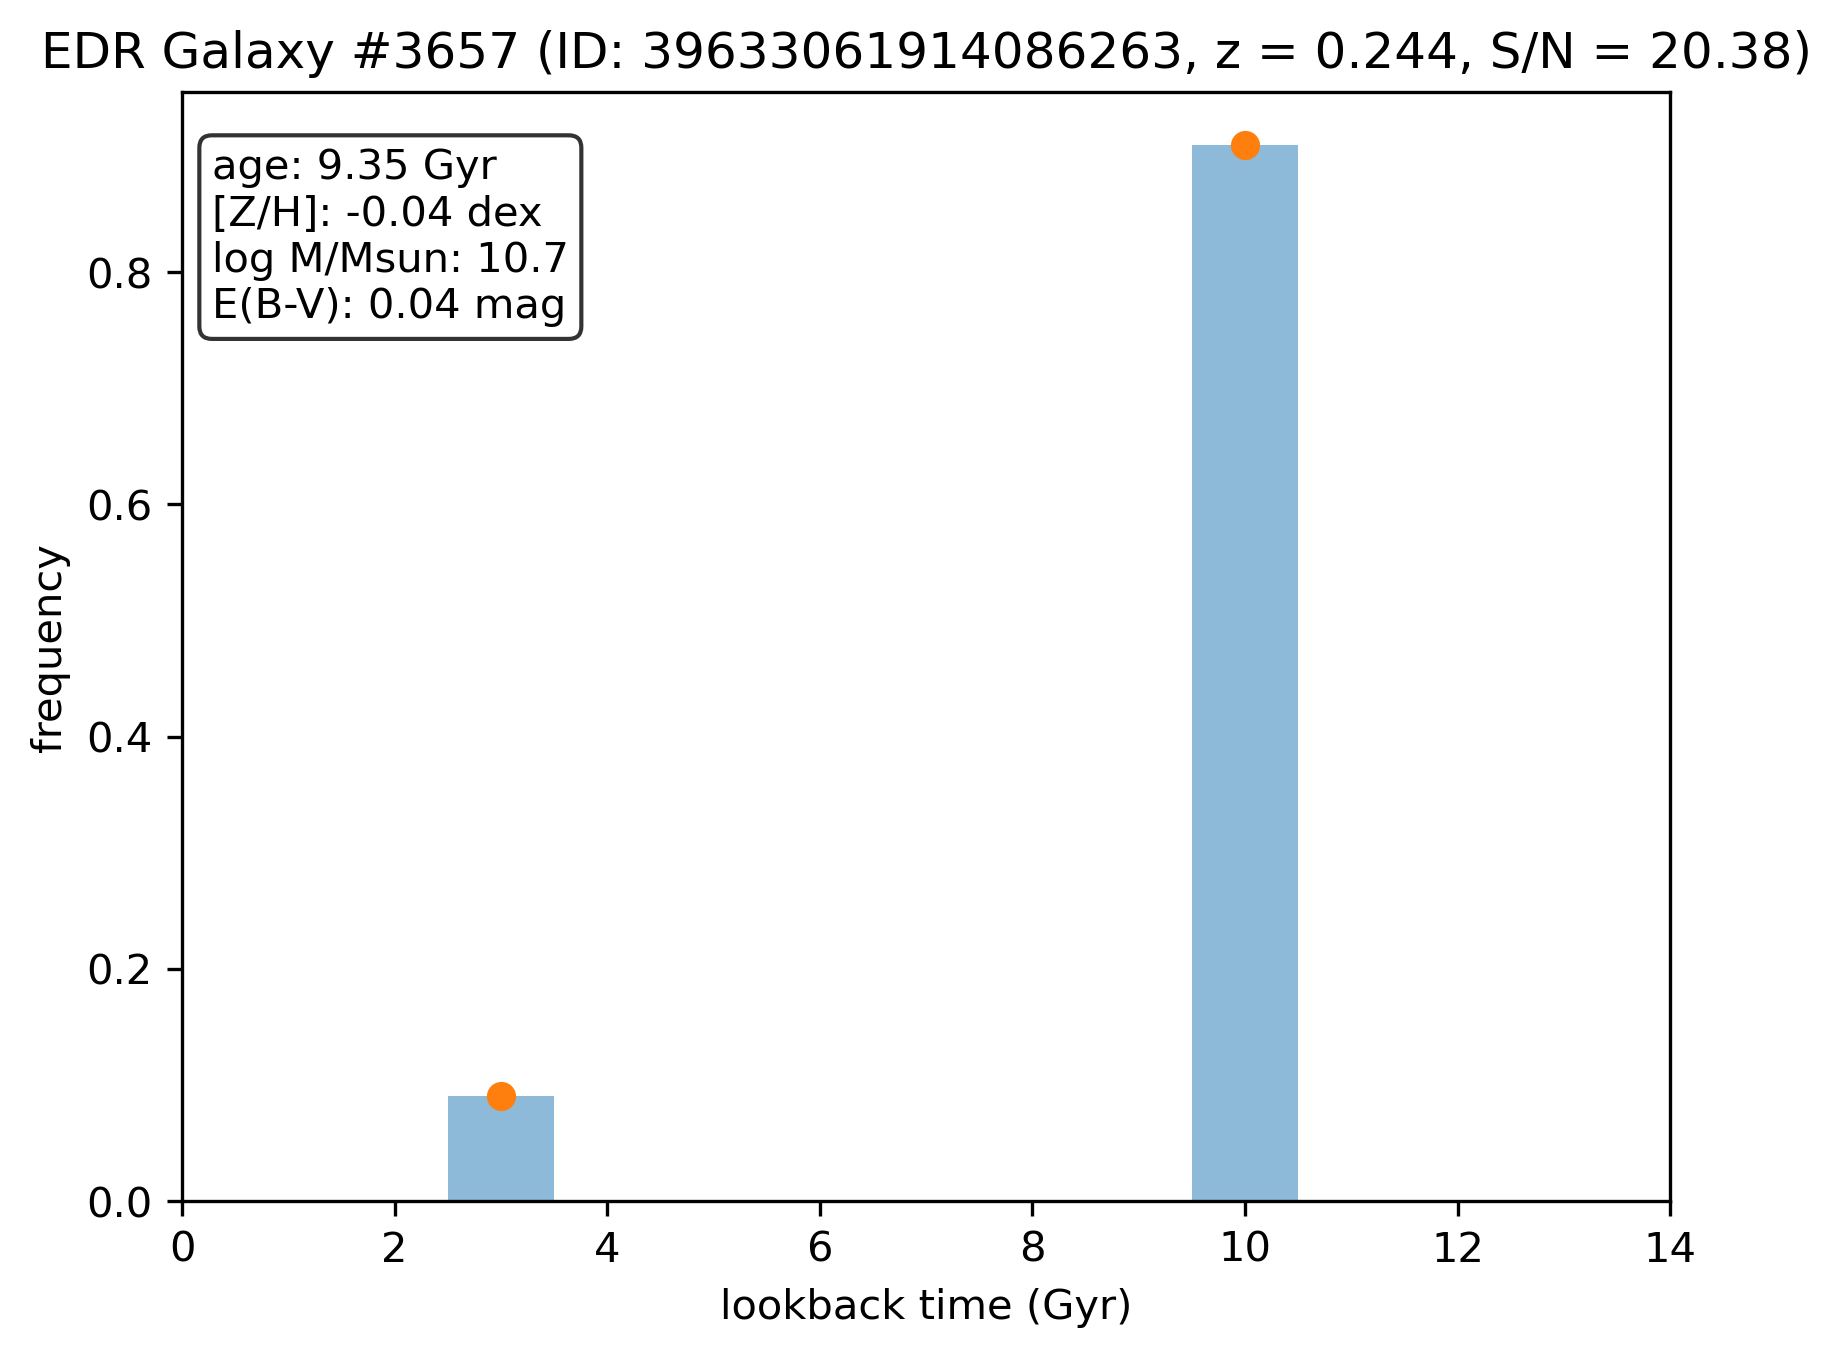 EDR Galaxy #3657 (ID: 39633061914086263, z = 0.244, S/N = 20.38)
age: 9.35 Gyr
[Z/H]: -0.04 dex
log M/Msun: 10.7
E(B-V): 0.04 mag
frequency
0.8
0.6
0.4
0.2
0.0
0 2 4 6 8 10 12 14
lookback time (Gyr)